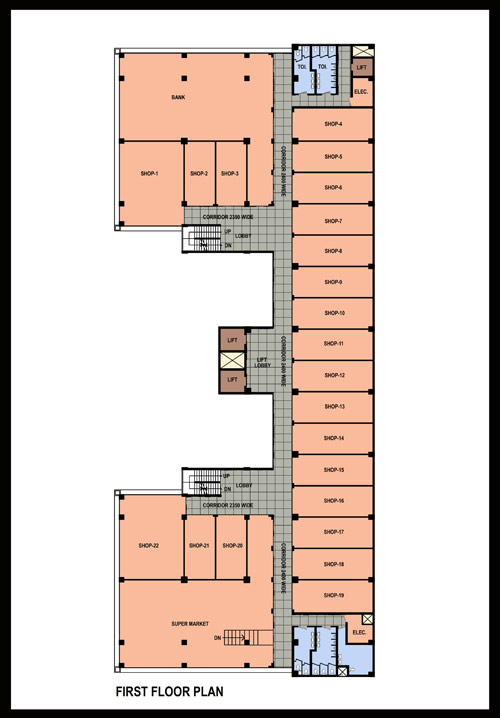 TOI.
TOI.
LIFT
ELEC.
BANK
SHOP-4
CORRIDOR 2400 WIDE
SHOP-5
SHOP-1
SHOP-2
SHOP-3
SHOP-6
SHOP-7
CORRIDOR 2350 WIDE
UP
LOBBY
DN
SHOP-8
SHOP-9
SHOP-10
LIFT
SHOP-11
LIFT
LOBBY
CORRIDOR 2400 WIDE
LIFT
SHOP-12
SHOP-13
SHOP-14
SHOP-15
UP
LOBBY
DN
SHOP-16
CORRIDOR 2350 WIDE
SHOP-17
SHOP-22
SHOP-21
SHOP-20
CORRIDOR 2400 WIDE
SHOP-18
SHOP-19
SUPER MARKET
DN
ELEC.
FIRST FLOOR PLAN